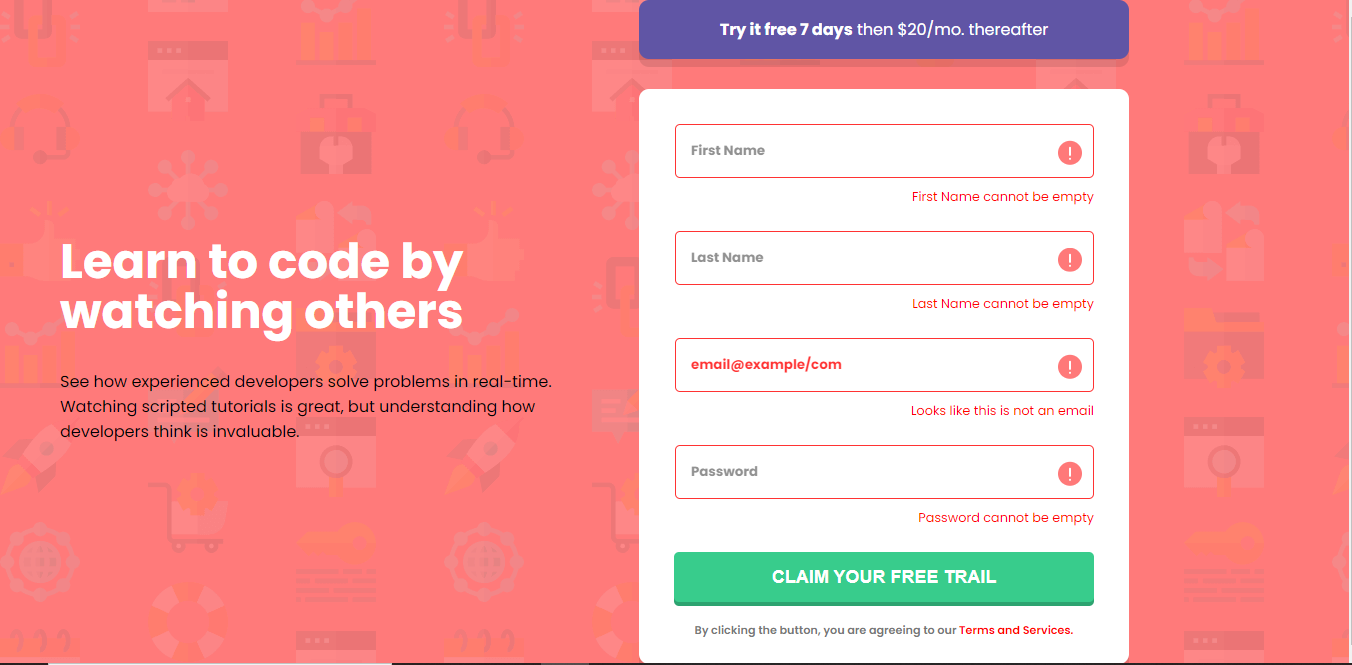 Try it free 7 days then $20/mo. thereafter
Learn to code by
watching others
See how experienced developers solve problems in real-time.
Watching scripted tutorials is great, but understanding how
developers think is invaluable.
First Name
First Name cannot be empty
Last Name
Last Name cannot be empty
email@example/com
Looks like this is not an email
Password
Password cannot be empty
CLAIM YOUR FREE TRAIL
By clicking the button, you are agreeing to our Terms and Services.